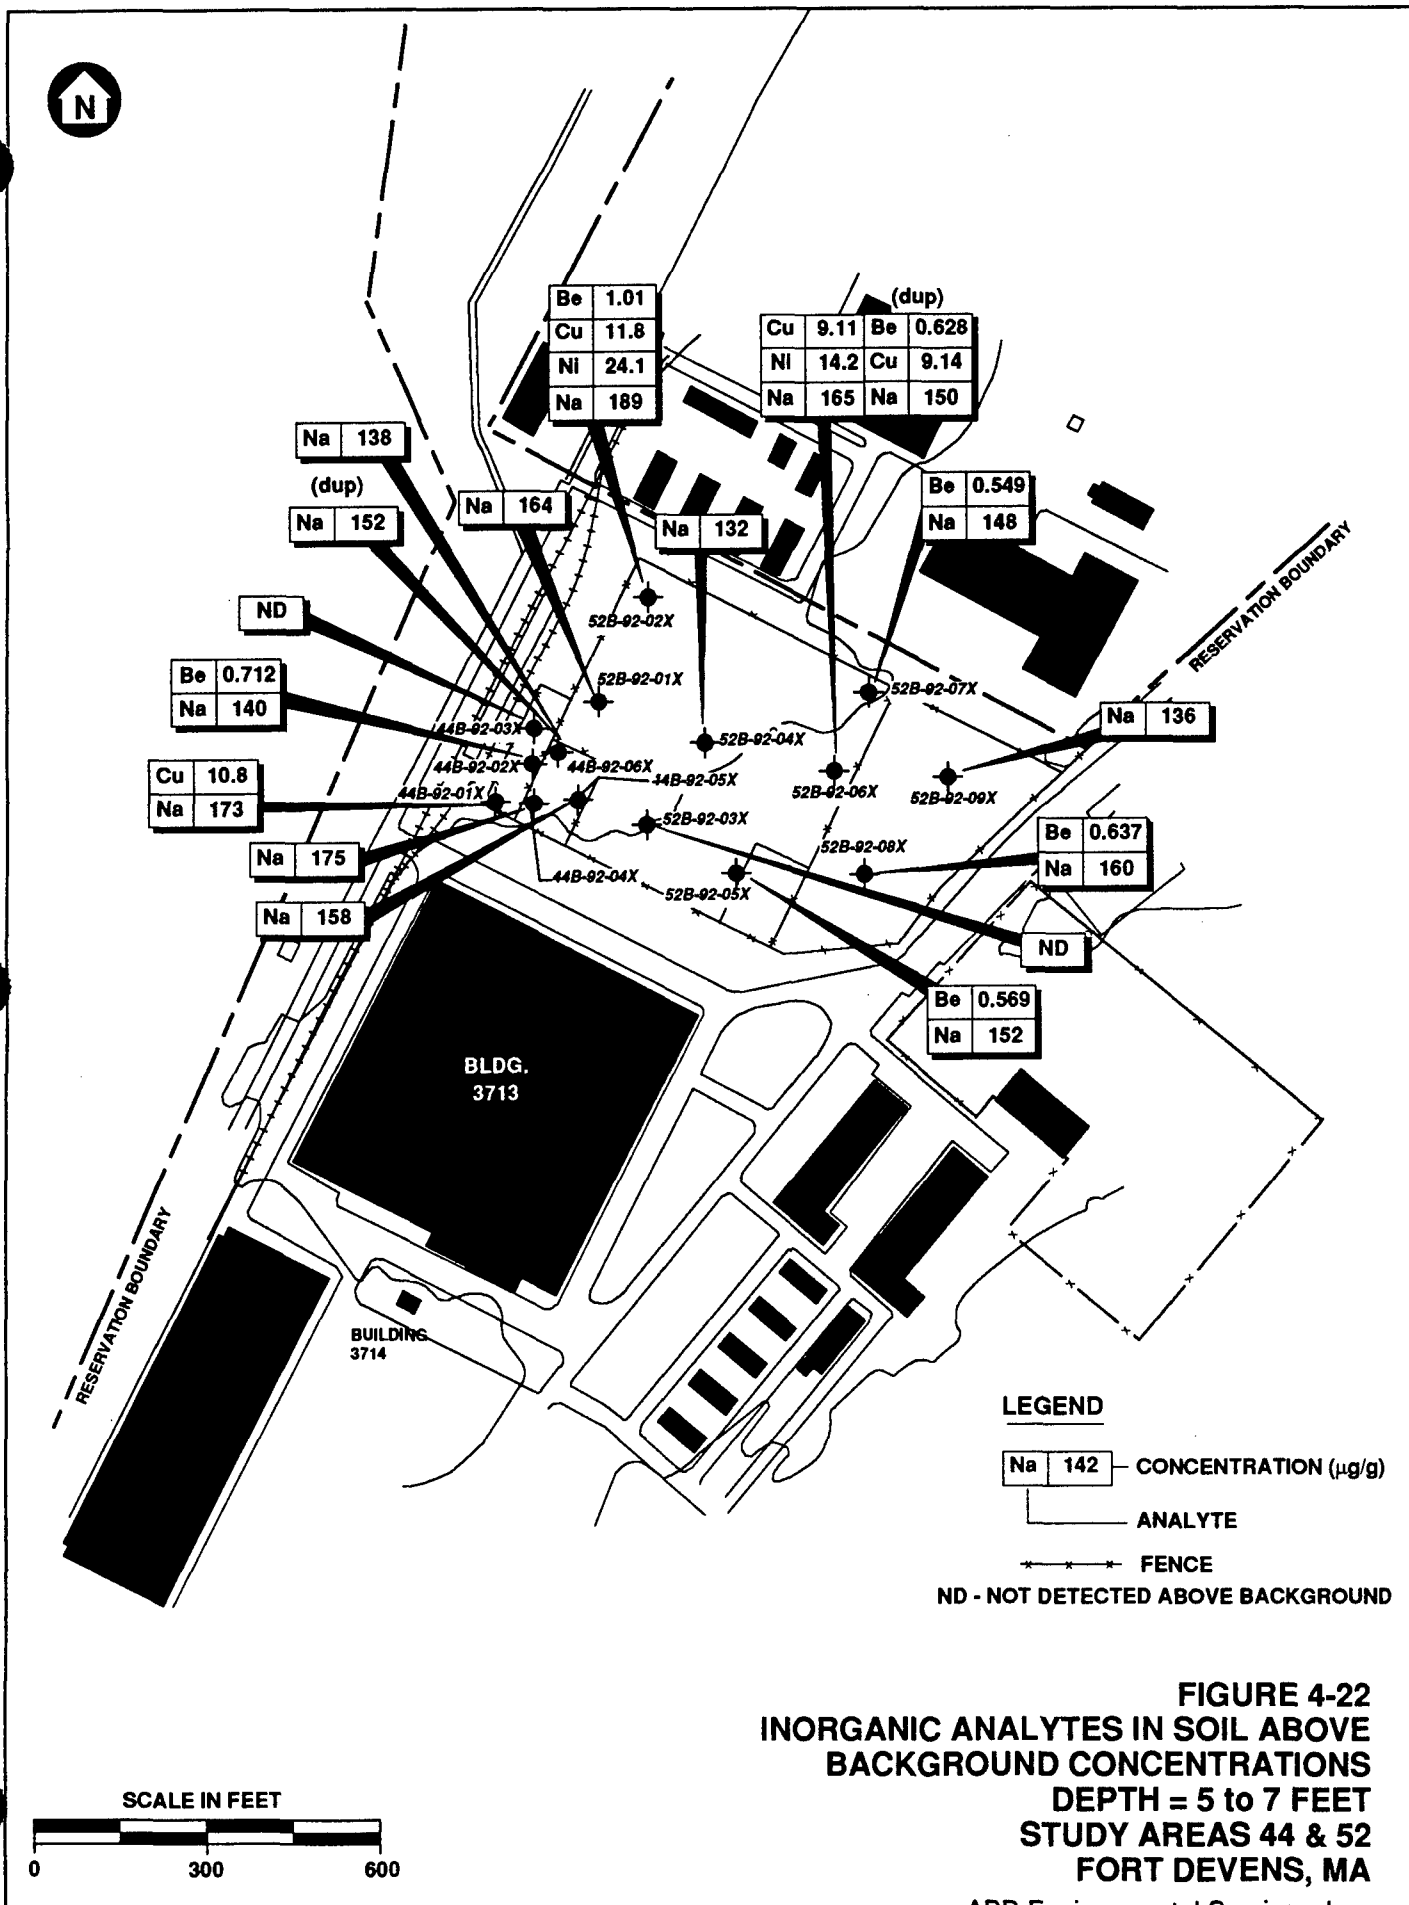 N
Be 1.01
Cu 11.8
Ni 24.1
Na 189
(dup)
Cu 9.11 Be 0.628
Ni 14.2 Cu 9.14
Na 165 Na 150
Na 138
(dup)
Na 152
Na 164
Na 132
Be 0.549
Na 148
RESERVATION BOUNDARY
ND
52B-92-02X
Be 0.712
Na 140
52B-92-01X
52B-92-07X
Na 136
44B-92-03X
52B-92-04X
44B-92-02X
44B-92-06X
44B-92-05X
52B-92-06X
52B-92-09X
Cu 10.8
Na 173
44B-92-01X
52B-92-03X
Be 0.637
Na 160
52B-92-08X
Na 175
44B-92-04X
52B-92-05X
Na 158
ND
Be 0.569
Na 152
BLDG.
3713
RESERVATION BOUNDARY
BUILDING
3714
LEGEND
Na 142 CONCENTRATION (µg/g)
ANALYTE
FENCE
ND - NOT DETECTED ABOVE BACKGROUND
FIGURE 4-22
INORGANIC ANALYTES IN SOIL ABOVE
BACKGROUND CONCENTRATIONS
DEPTH = 5 to 7 FEET
STUDY AREAS 44 & 52
FORT DEVENS, MA
SCALE IN FEET
0 300 600